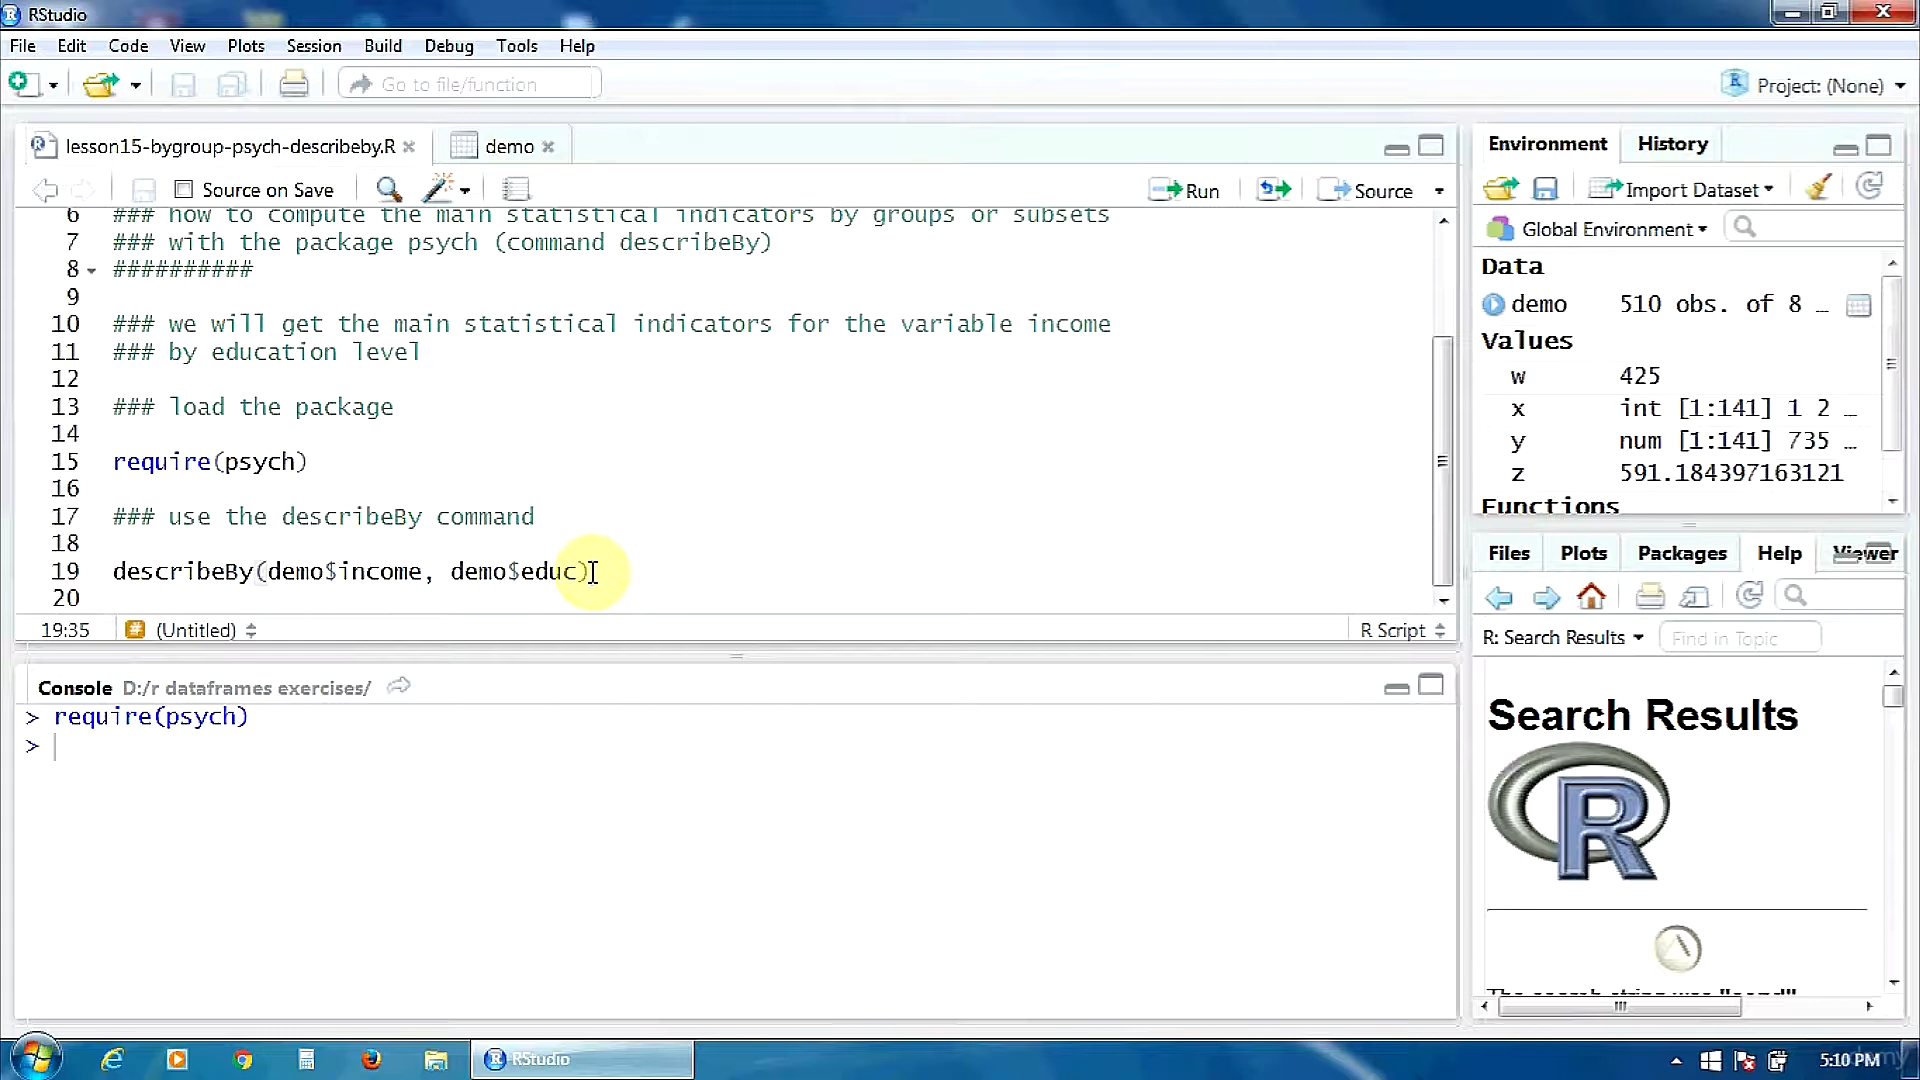 RStudio
File Edit Code View Plots Session Build Debug Tools Help
Go to file/function
Project: (None)
lesson15-bygroup-psych-describeby.R
demo
Source on Save
Run
Source
6 ### how to compute the main statistical indicators by groups or subsets
7 ### with the package psych (command describeBy)
8 ##########
9
10 ### we will get the main statistical indicators for the variable income
11 ### by education level
12
13 ### load the package
14
15 require(psych)
16
17 ### use the describeBy command
18
19 describeBy(demo$income, demo$educ)
20
19:35
(Untitled)
R Script
Console D:/r dataframes exercises/
> require(psych)
>
Environment History
Import Dataset
Global Environment
Data
demo 510 obs. of 8 …
Values
w 425
x int [1:141] 1 2 …
y num [1:141] 735 …
z 591.184397163121
Functions
Files Plots Packages Help Viewer
R: Search Results
Find in Topic
Search Results
R
RStudio
5:10 PM